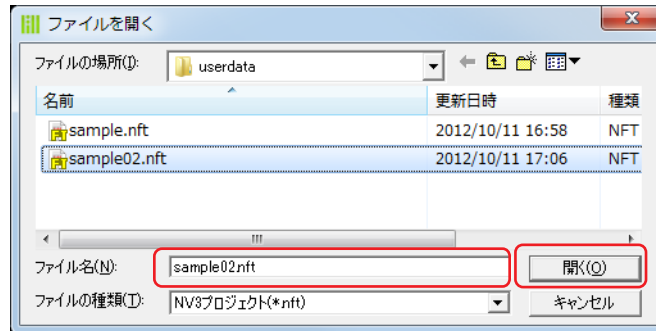 ファイルを開く
ファイルの場所(I):
userdata
名前 更新日時 種類
sample.nft 2012/10/11 16:58 NFT
sample02.nft 2012/10/11 17:06 NFT
ファイル名(N): sample02.nft 開く(O)
ファイルの種類(T): NV3プロジェクト(*.nft) キャンセル